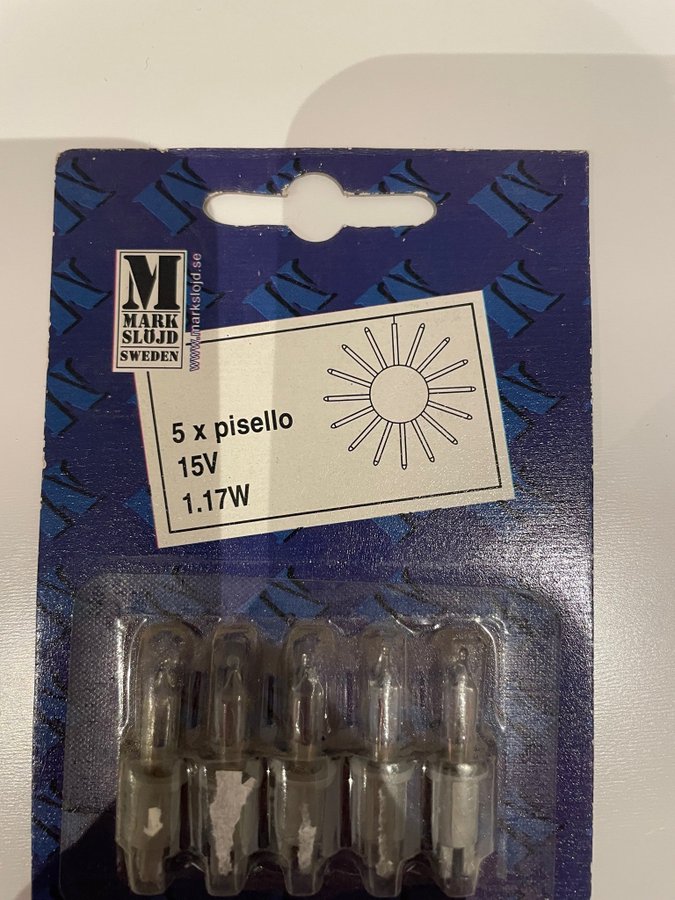 M
MARK
SLÖJD
SWEDEN
www.markslojd.se
5 x pisello
15V
1.17W